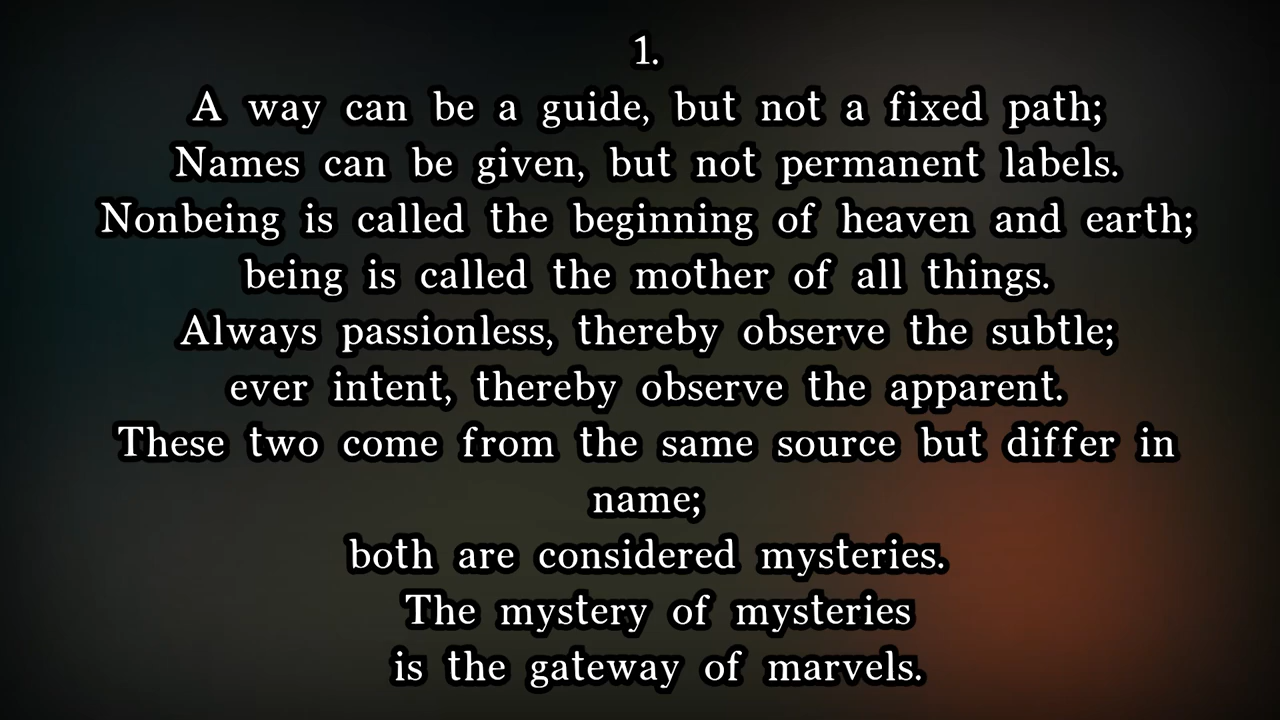 1.
A way can be a guide, but not a fixed path;
Names can be given, but not permanent labels.
Nonbeing is called the beginning of heaven and earth;
being is called the mother of all things.
Always passionless, thereby observe the subtle;
ever intent, thereby observe the apparent.
These two come from the same source but differ in
name;
both are considered mysteries.
The mystery of mysteries
is the gateway of marvels.